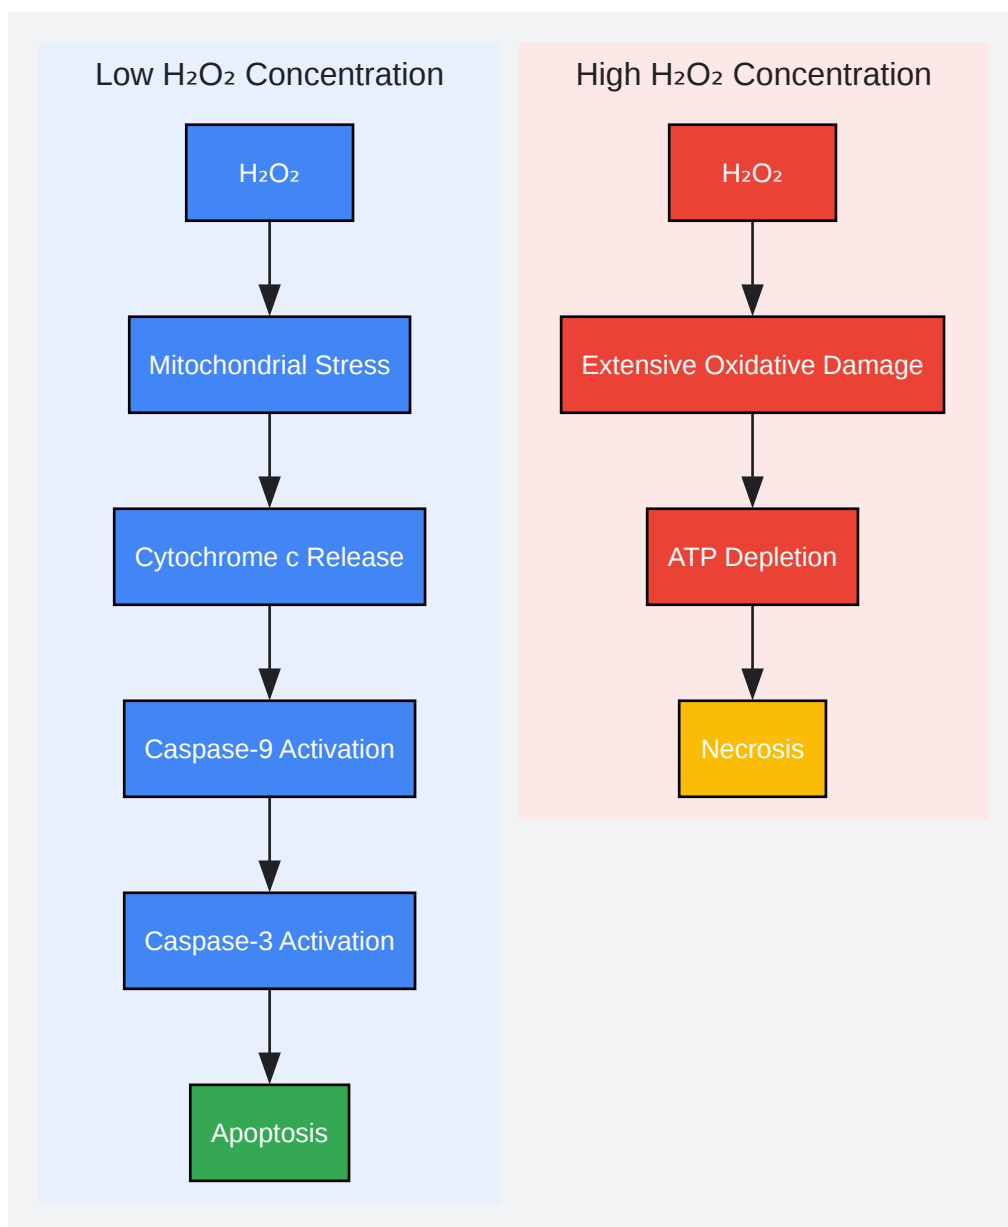 Low H₂O₂ Concentration
H₂O₂
Mitochondrial Stress
Cytochrome c Release
Caspase-9 Activation
Caspase-3 Activation
Apoptosis
High H₂O₂ Concentration
H₂O₂
Extensive Oxidative Damage
ATP Depletion
Necrosis